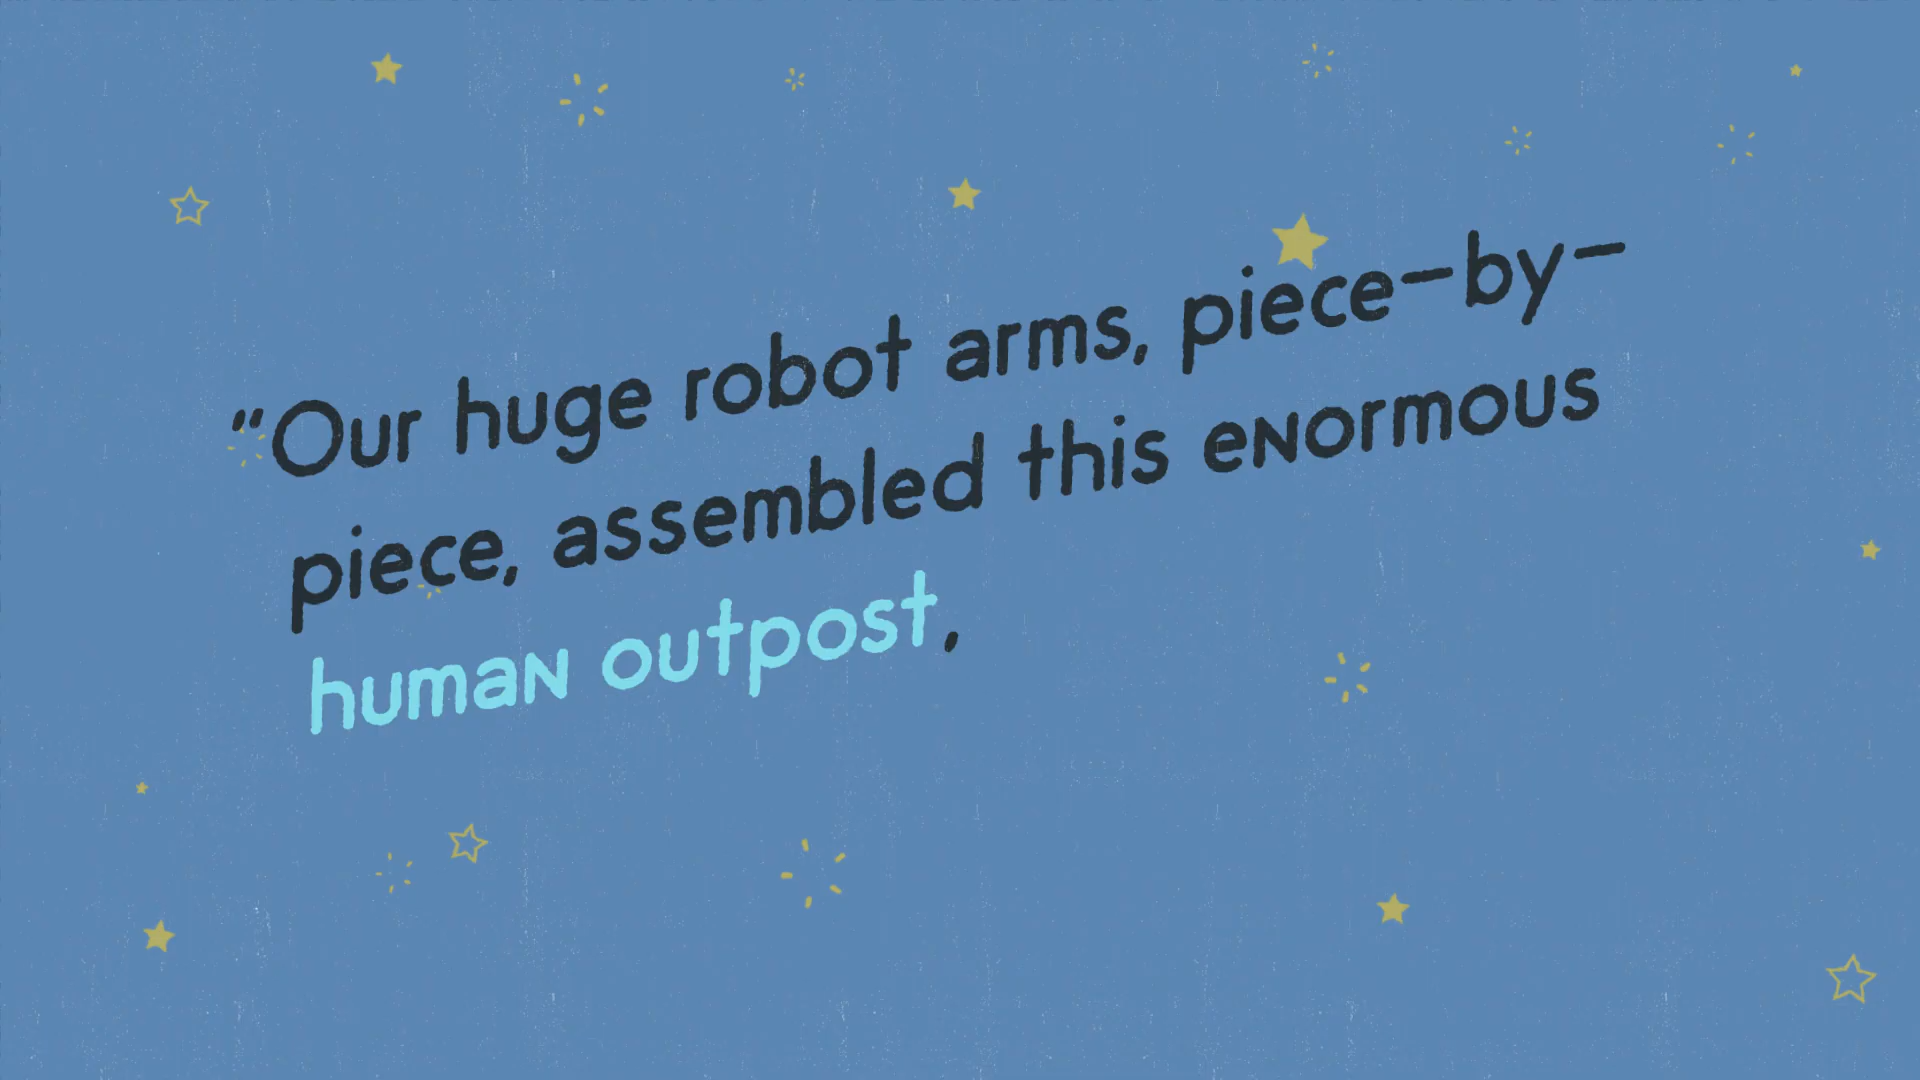 “Our huge robot arms, piece-by-
piece, assembled this enormous
human outpost,